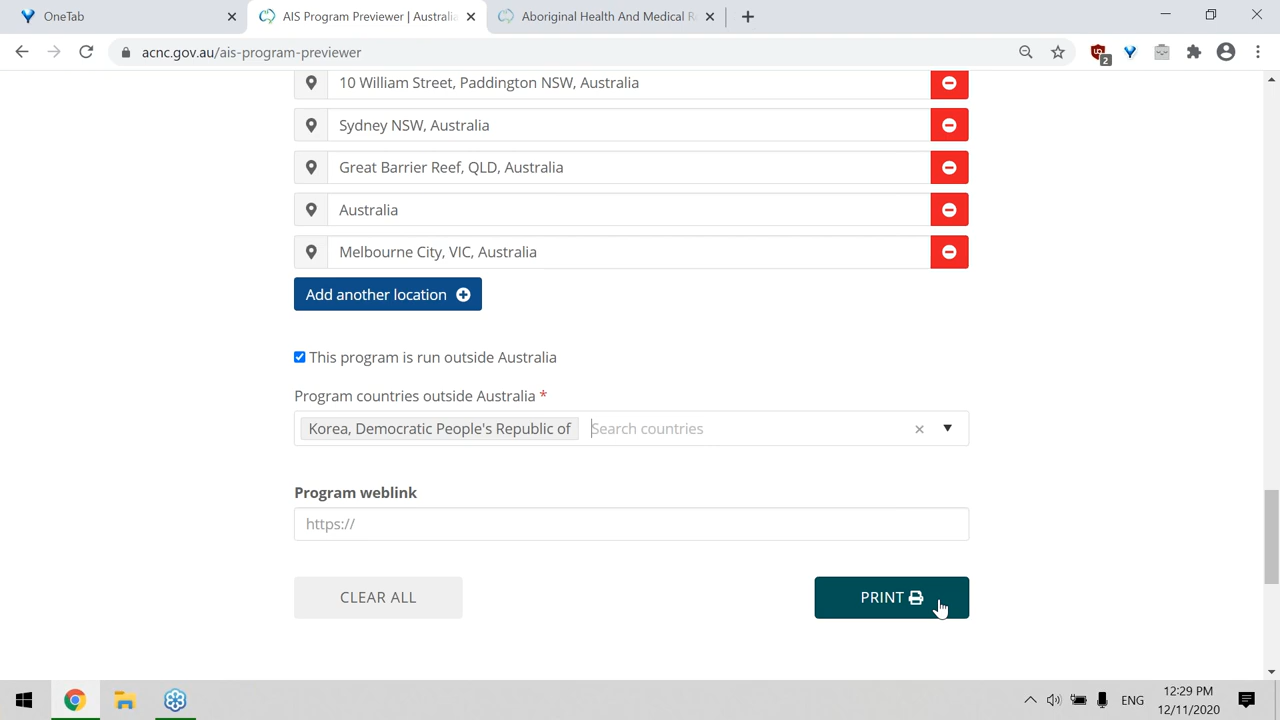 OneTab
AIS Program Previewer | Australia
Aboriginal Health And Medical R
acnc.gov.au/ais-program-previewer
2
10 William Street, Paddington NSW, Australia
Sydney NSW, Australia
Great Barrier Reef, QLD, Australia
Australia
Melbourne City, VIC, Australia
Add another location
This program is run outside Australia
Program countries outside Australia *
Korea, Democratic People's Republic of Search countries
Program weblink
https://
CLEAR ALL PRINT
ENG
12:29 PM
12/11/2020